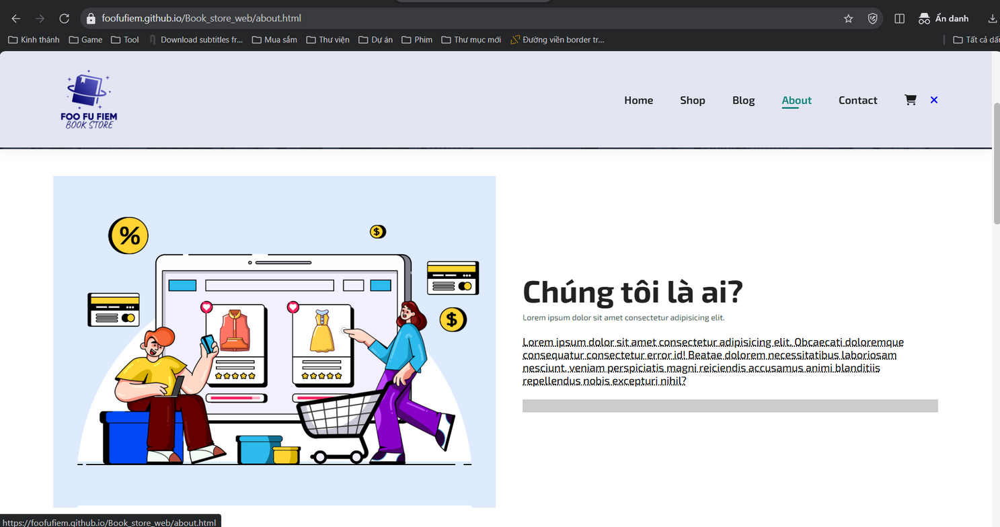 foofufiem.github.io/Book_store_web/about.html
Ẩn danh
Kinh thánh
Game
Tool
Download subtitles fr...
Mua sắm
Thư viện
Dự án
Phim
Thư mục mới
Đường viền border tr...
Tất cả dấu
FOO FU FIEM
BOOK STORE
Home
Shop
Blog
About
Contact
%
$
$
Chúng tôi là ai?
Lorem ipsum dolor sit amet consectetur adipisicing elit.
Lorem ipsum dolor sit amet consectetur adipisicing elit. Obcaecati doloremque
consequatur consectetur error id! Beatae dolorem necessitatibus laboriosam
nesciunt, veniam perspiciatis magni reiciendis accusamus animi blanditiis
repellendus nobis excepturi nihil?
https://foofufiem.github.io/Book_store_web/about.html